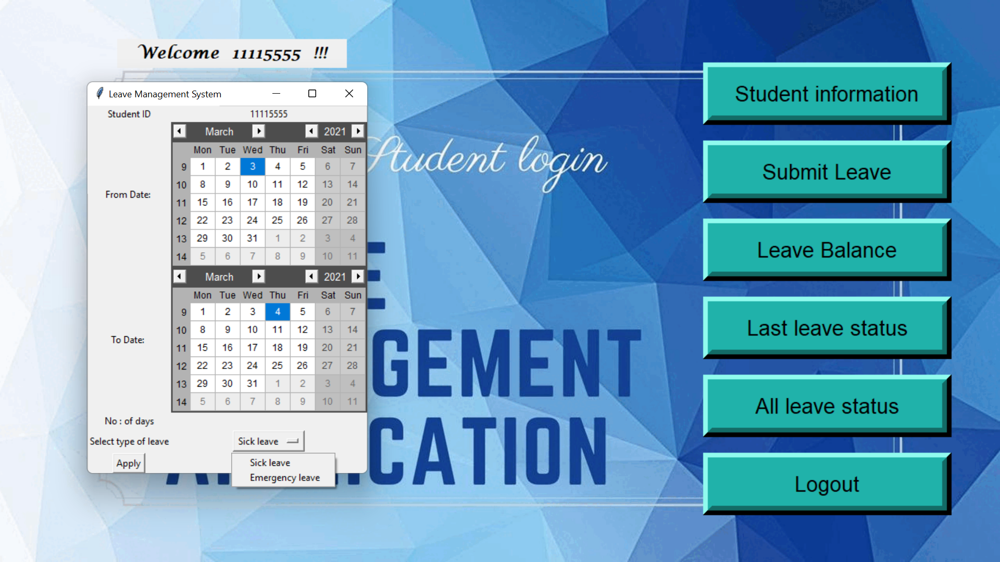 Welcome 11115555 !!!
Leave Management System
Student ID 11115555
March 2021
Mon Tue Wed Thu Fri Sat Sun
9 1 2 3 4 5 6 7
10 8 9 10 11 12 13 14
From Date:
11 15 16 17 18 19 20 21
12 22 23 24 25 26 27 28
13 29 30 31 1 2 3 4
14 5 6 7 8 9 10 11
March 2021
Mon Tue Wed Thu Fri Sat Sun
9 1 2 3 4 5 6 7
10 8 9 10 11 12 13 14
To Date:
11 15 16 17 18 19 20 21
12 22 23 24 25 26 27 28
13 29 30 31 1 2 3 4
14 5 6 7 8 9 10 11
No : of days
Select type of leave Sick leave
Apply
Sick leave
Emergency leave
Student login
GEMENT
ICATION
Student information
Submit Leave
Leave Balance
Last leave status
All leave status
Logout